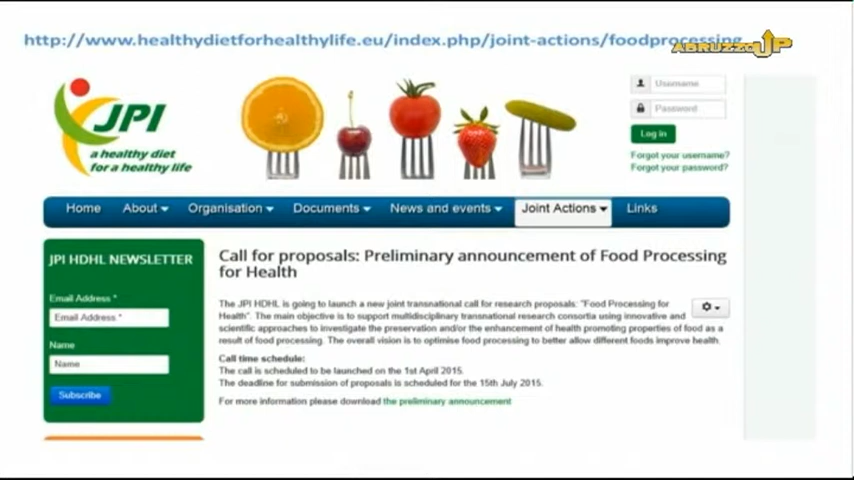 http://www.healthydietforhealthylife.eu/index.php/joint-actions/foodprocessing
ABRUZZO UP
JPI
a healthy diet
for a healthy life
Username
Password
Log in
Forgot your username?
Forgot your password?
Home About Organisation Documents News and events Joint Actions Links
JPI HDHL NEWSLETTER
Email Address *
Email Address *
Name
Name
Subscribe
Call for proposals: Preliminary announcement of Food Processing
for Health
The JPI HDHL is going to launch a new joint transnational call for research proposals: "Food Processing for
Health". The main objective is to support multidisciplinary transnational research consortia using innovative and
scientific approaches to investigate the preservation and/or the enhancement of health promoting properties of food as a
result of food processing. The overall vision is to optimise food processing to better allow different foods improve health.
Call time schedule:
The call is scheduled to be launched on the 1st April 2015.
The deadline for submission of proposals is scheduled for the 15th July 2015.
For more information please download the preliminary announcement